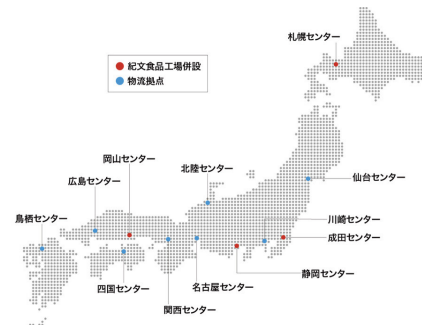 札幌センター
紀文食品工場併設
物流拠点
岡山センター
北陸センター
広島センター
仙台センター
鳥栖センター
川崎センター
成田センター
静岡センター
四国センター
名古屋センター
関西センター